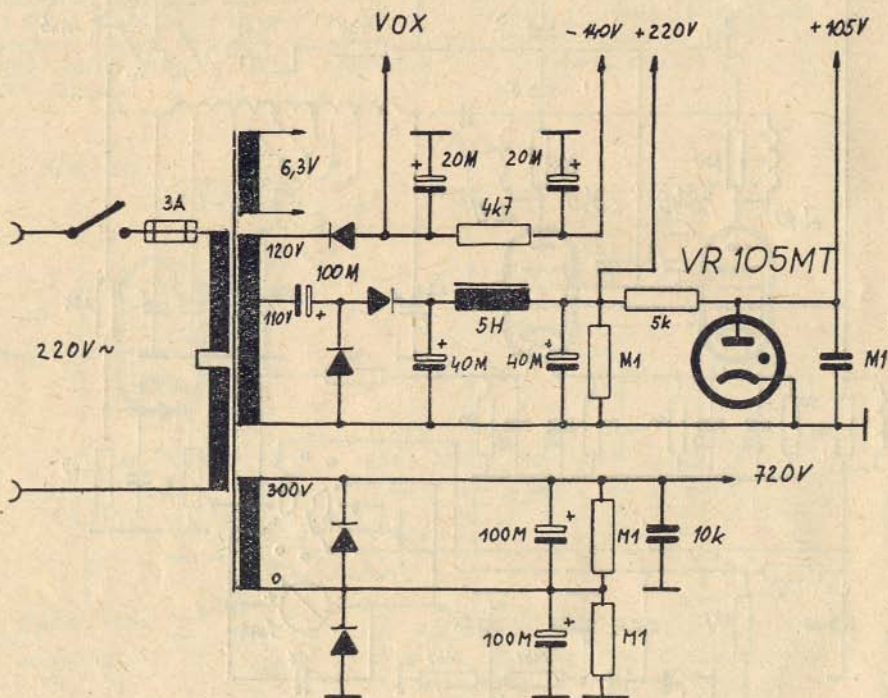 VOX
- 140V +220V
+105V
6,3V
20M
20M
3A
4k7
120V
VR 105MT
100M
110V
+
5H
5k
220V~
+
40M
+
40M
M1
M1
+
+
300V
720V
+
100M
M1
10k
0
+
100M
M1